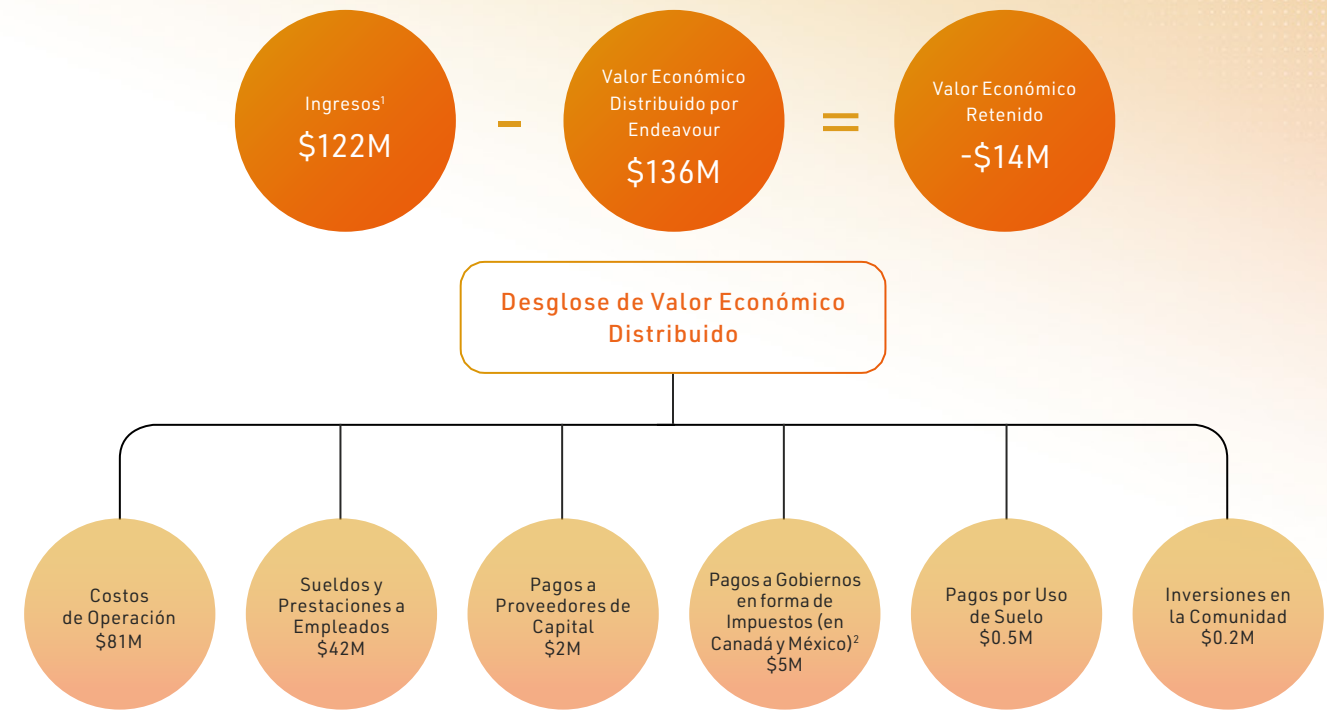 Ingresos¹
$122M
-
Valor Económico
Distribuido por
Endeavour
$136M
=
Valor Económico
Retenido
-$14M
Desglose de Valor Económico
Distribuido
Costos
de Operación
$81M
Sueldos y
Prestaciones a
Empleados
$42M
Pagos a
Proveedores de
Capital
$2M
Pagos a Gobiernos
en forma de
Impuestos (en
Canadá y México)²
$5M
Pagos por Uso
de Suelo
$0.5M
Inversiones en
la Comunidad
$0.2M